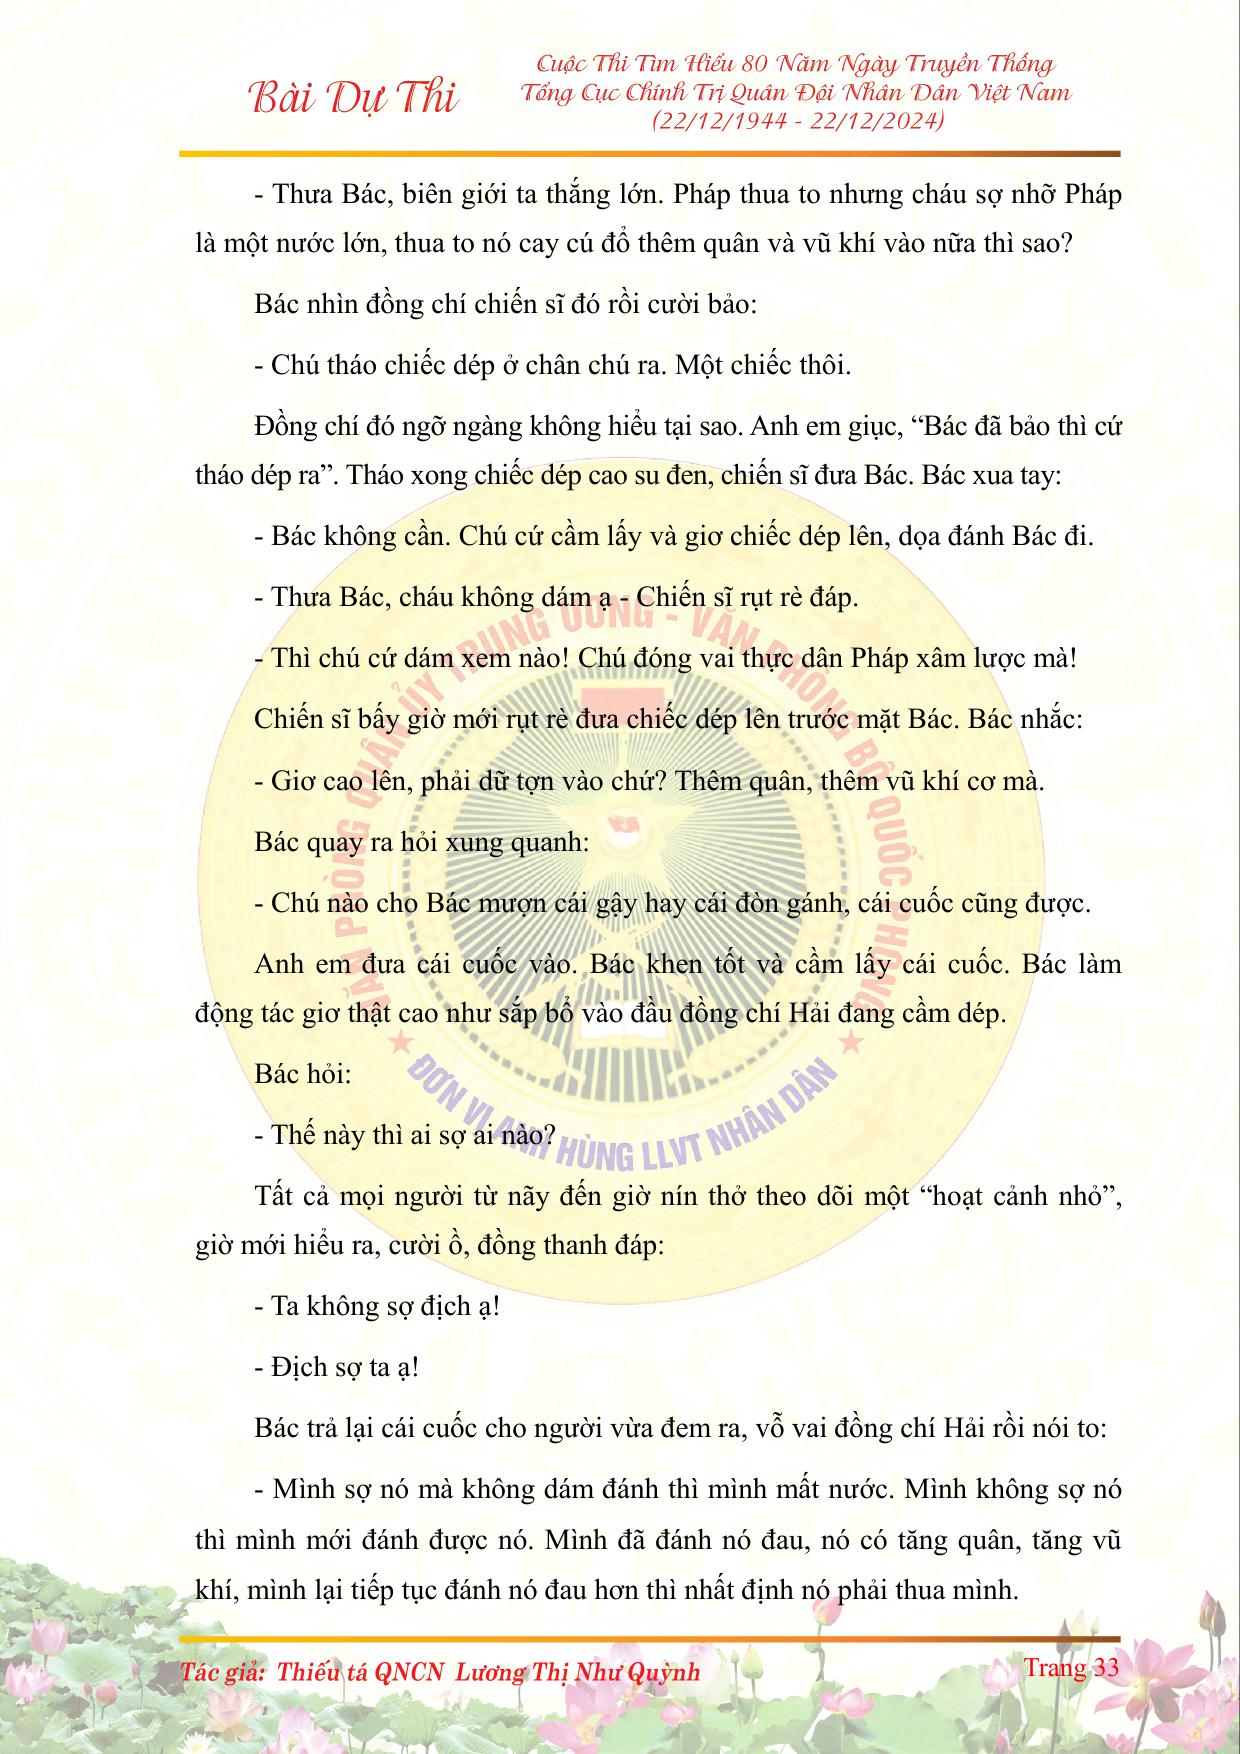 Bài Dự Thi
Cuộc Thi Tìm Hiểu 80 Năm Ngày Truyền Thống
Tổng Cục Chính Trị Quân Đội Nhân Dân Việt Nam
(22/12/1944 - 22/12/2024)
- Thưa Bác, biên giới ta thắng lớn. Pháp thua to nhưng cháu sợ nhỡ Pháp
là một nước lớn, thua to nó cay cú đổ thêm quân và vũ khí vào nữa thì sao?
Bác nhìn đồng chí chiến sĩ đó rồi cười bảo:
- Chú tháo chiếc dép ở chân chú ra. Một chiếc thôi.
Đồng chí đó ngỡ ngàng không hiểu tại sao. Anh em giục, “Bác đã bảo thì cứ
tháo dép ra”. Tháo xong chiếc dép cao su đen, chiến sĩ đưa Bác. Bác xua tay:
- Bác không cần. Chú cứ cầm lấy và giơ chiếc dép lên, dọa đánh Bác đi.
- Thưa Bác, cháu không dám ạ - Chiến sĩ rụt rè đáp.
- Thì chú cứ dám xem nào! Chú đóng vai thực dân Pháp xâm lược mà!
Chiến sĩ bấy giờ mới rụt rè đưa chiếc dép lên trước mặt Bác. Bác nhắc:
- Giơ cao lên, phải dữ tợn vào chứ? Thêm quân, thêm vũ khí cơ mà.
Bác quay ra hỏi xung quanh:
- Chú nào cho Bác mượn cái gậy hay cái đòn gánh, cái cuốc cũng được.
Anh em đưa cái cuốc vào. Bác khen tốt và cầm lấy cái cuốc. Bác làm
động tác giơ thật cao như sắp bổ vào đầu đồng chí Hải đang cầm dép.
Bác hỏi:
- Thế này thì ai sợ ai nào?
Tất cả mọi người từ nãy đến giờ nín thở theo dõi một “hoạt cảnh nhỏ”,
giờ mới hiểu ra, cười ồ, đồng thanh đáp:
- Ta không sợ địch ạ!
- Địch sợ ta ạ!
Bác trả lại cái cuốc cho người vừa đem ra, vỗ vai đồng chí Hải rồi nói to:
- Mình sợ nó mà không dám đánh thì mình mất nước. Mình không sợ nó
thì mình mới đánh được nó. Mình đã đánh nó đau, nó có tăng quân, tăng vũ
khí, mình lại tiếp tục đánh nó đau hơn thì nhất định nó phải thua mình.
VĂN PHÒNG QUÂN ỦY TRUNG ƯƠNG - VĂN PHÒNG BỘ QUỐC PHÒNG
ĐƠN VỊ ANH HÙNG LLVT NHÂN DÂN
Tác giả: Thiếu tá QNCN Lương Thị Như Quỳnh
Trang 33